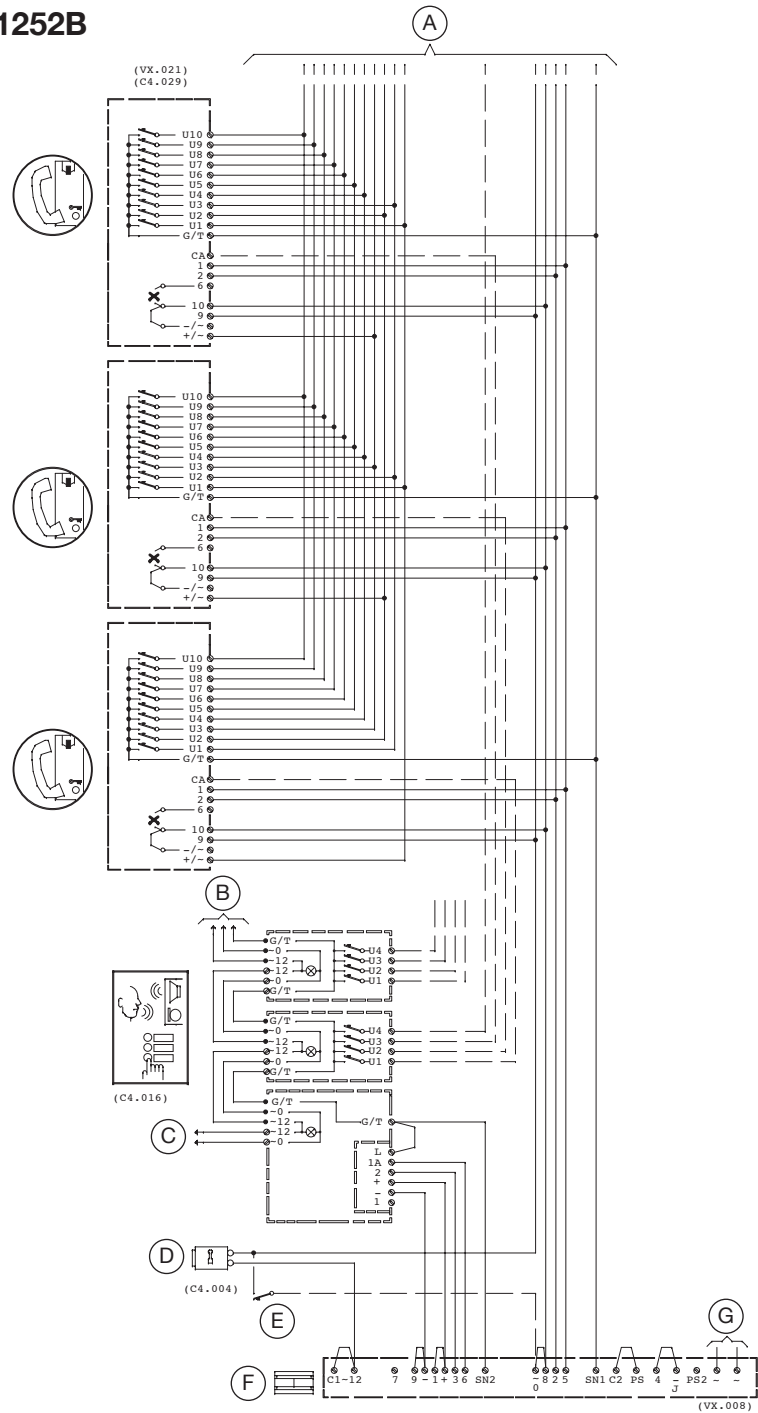 1252B
A
(VX.021)
(C4.029)
U10
U9
U8
U7
U6
U5
U4
U3
U2
U1
G/T
CA
1
2
6
10
9
-/~
+/~
U10
U9
U8
U7
U6
U5
U4
U3
U2
U1
G/T
CA
1
2
6
10
9
-/~
+/~
U10
U9
U8
U7
U6
U5
U4
U3
U2
U1
G/T
CA
1
2
6
10
9
-/~
+/~
B
G/T
~0
~12 U4
~12 U3
~0 U2
G/T U1
G/T
~0 U4
~12 U3
~12 U2
~0 U1
G/T
(C4.016)
G/T
~0
~12 G/T
C ~12
~0
L
1A
2
+
-
1
D
(C4.004)
E
G
F C1 ~12 7 9 - 1 + 3 6 SN2 ~0 8 2 5 SN1 C2 PS 4 -J PS2 ~ ~
(VX.008)